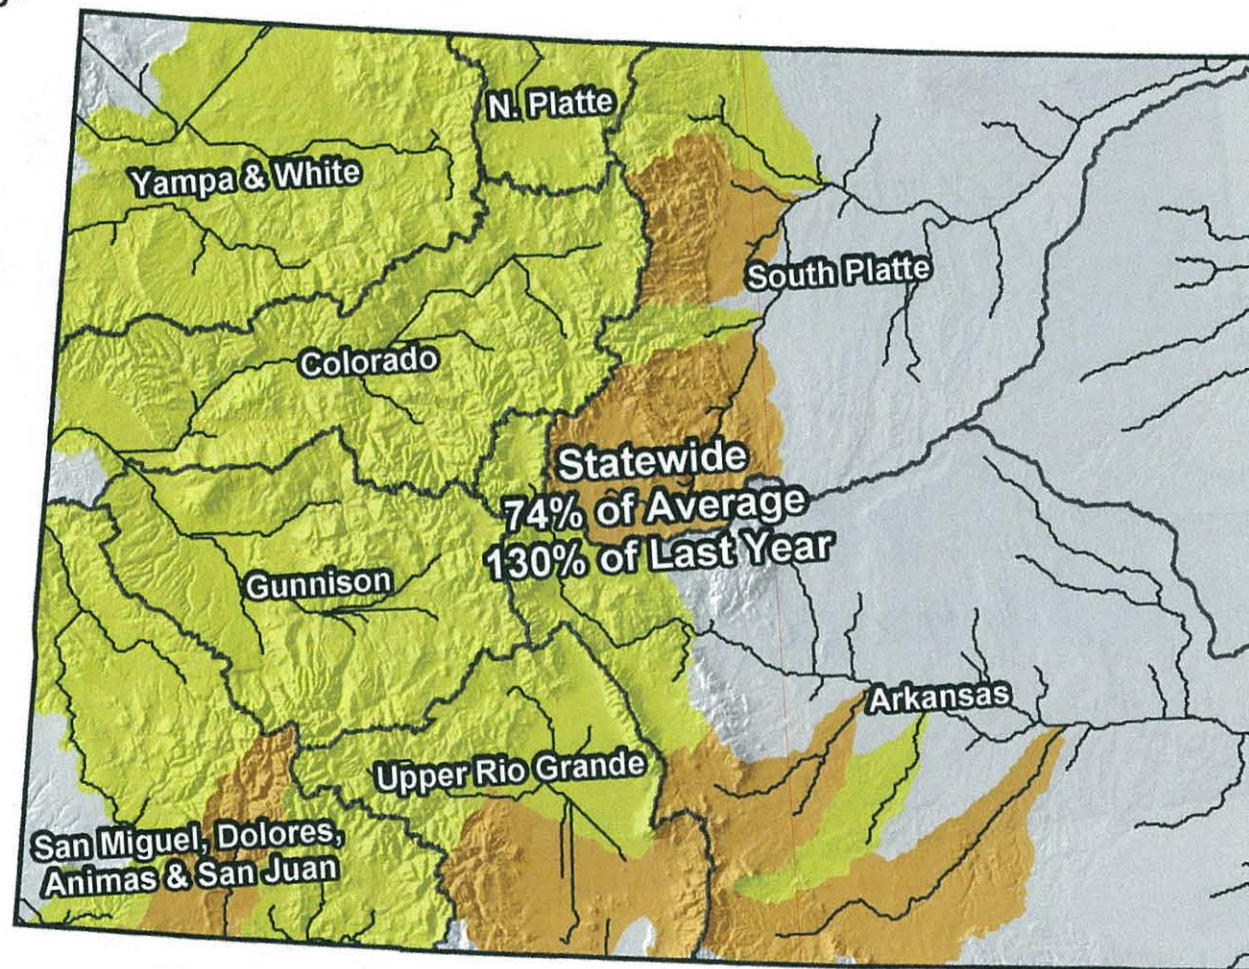 N. Platte
Yampa & White
South Platte
Colorado
Statewide
74% of Average
130% of Last Year
Gunnison
Arkansas
Upper Rio Grande
San Miguel, Dolores,
Animas & San Juan